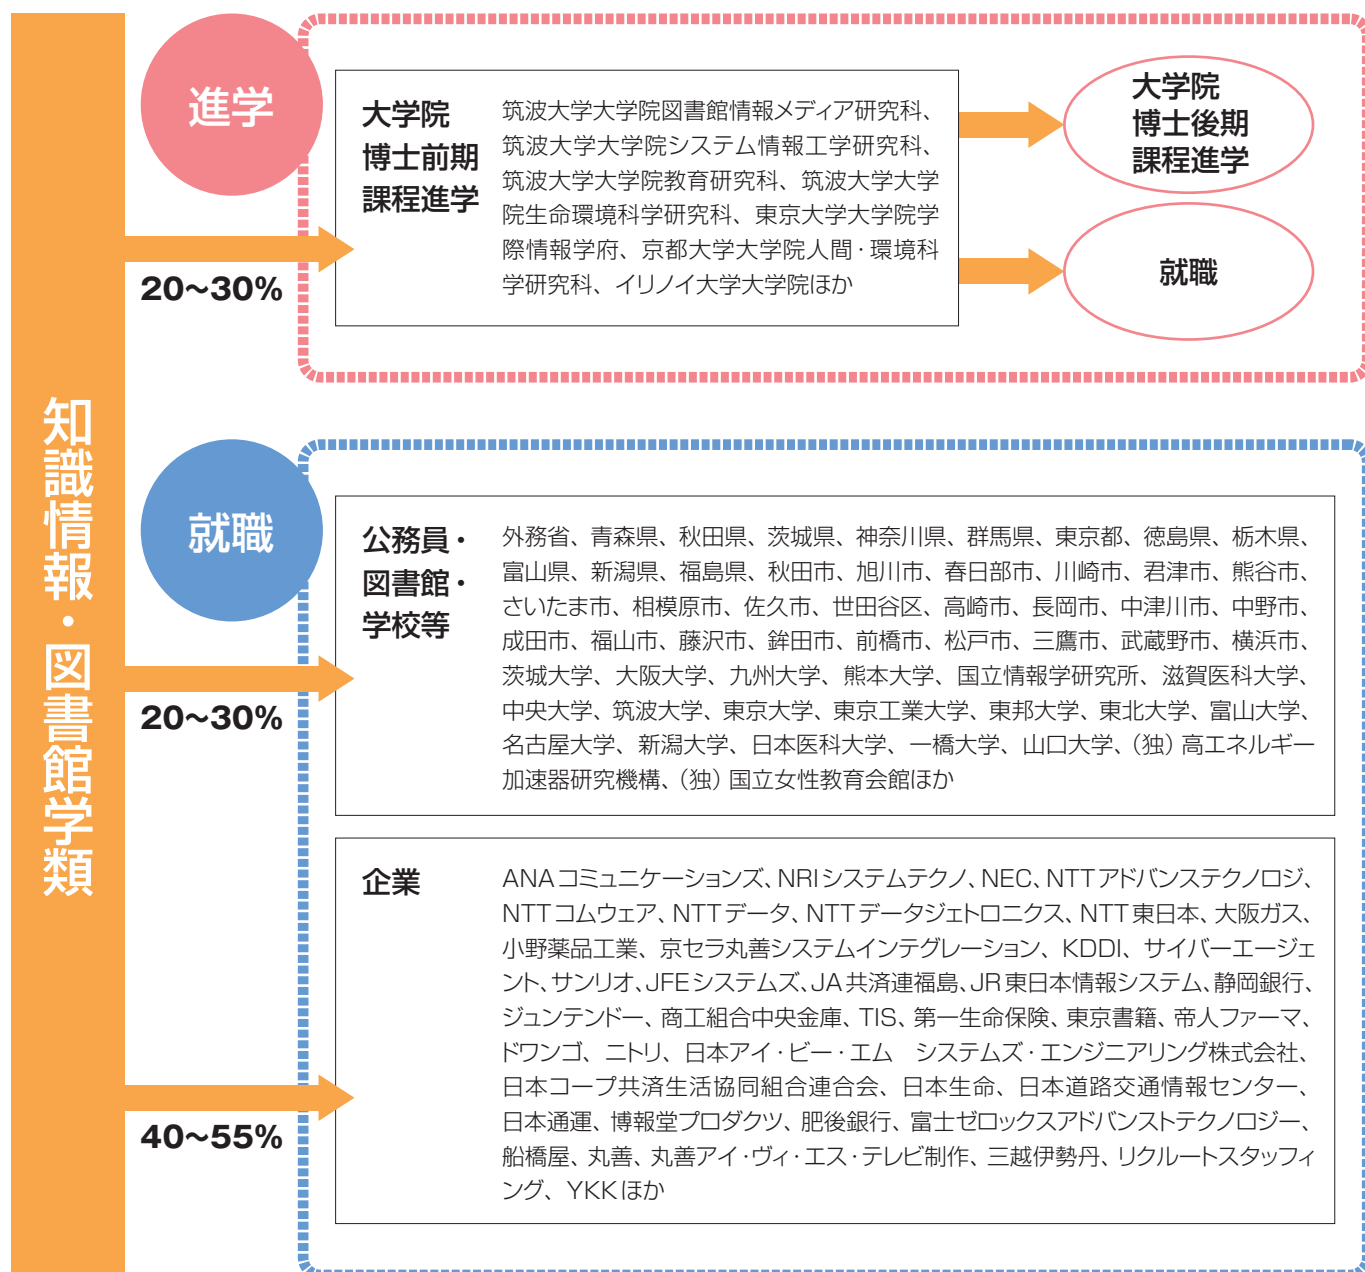 知識情報・図書館学類
進学
20〜30%
大学院
博士前期
課程進学
筑波大学大学院図書館情報メディア研究科、
筑波大学大学院システム情報工学研究科、
筑波大学大学院教育研究科、筑波大学大学
院生命環境科学研究科、東京大学大学院学
際情報学府、京都大学大学院人間・環境科
学研究科、イリノイ大学大学院ほか
大学院
博士後期
課程進学
就職
就職
20〜30%
公務員・
図書館・
学校等
外務省、青森県、秋田県、茨城県、神奈川県、群馬県、東京都、徳島県、栃木県、
富山県、新潟県、福島県、秋田市、旭川市、春日部市、川崎市、君津市、熊谷市、
さいたま市、相模原市、佐久市、世田谷区、高崎市、長岡市、中津川市、中野市、
成田市、福山市、藤沢市、鉾田市、前橋市、松戸市、三鷹市、武蔵野市、横浜市、
茨城大学、大阪大学、九州大学、熊本大学、国立情報学研究所、滋賀医科大学、
中央大学、筑波大学、東京大学、東京工業大学、東邦大学、東北大学、富山大学、
名古屋大学、新潟大学、日本医科大学、一橋大学、山口大学、（独）高エネルギー
加速器研究機構、（独）国立女性教育会館ほか
40〜55%
企業
ANAコミュニケーションズ、NRIシステムテクノ、NEC、NTTアドバンステクノロジ、
NTTコムウェア、NTTデータ、NTTデータジェトロニクス、NTT東日本、大阪ガス、
小野薬品工業、京セラ丸善システムインテグレーション、KDDI、サイバーエージェ
ント、サンリオ、JFEシステムズ、JA共済連福島、JR東日本情報システム、静岡銀行、
ジュンテンドー、商工組合中央金庫、TIS、第一生命保険、東京書籍、帝人ファーマ、
ドワンゴ、ニトリ、日本アイ・ビー・エム　システムズ・エンジニアリング株式会社、
日本コープ共済生活協同組合連合会、日本生命、日本道路交通情報センター、
日本通運、博報堂プロダクツ、肥後銀行、富士ゼロックスアドバンストテクノロジー、
船橋屋、丸善、丸善アイ・ヴィ・エス・テレビ制作、三越伊勢丹、リクルートスタッフィ
ング、YKKほか